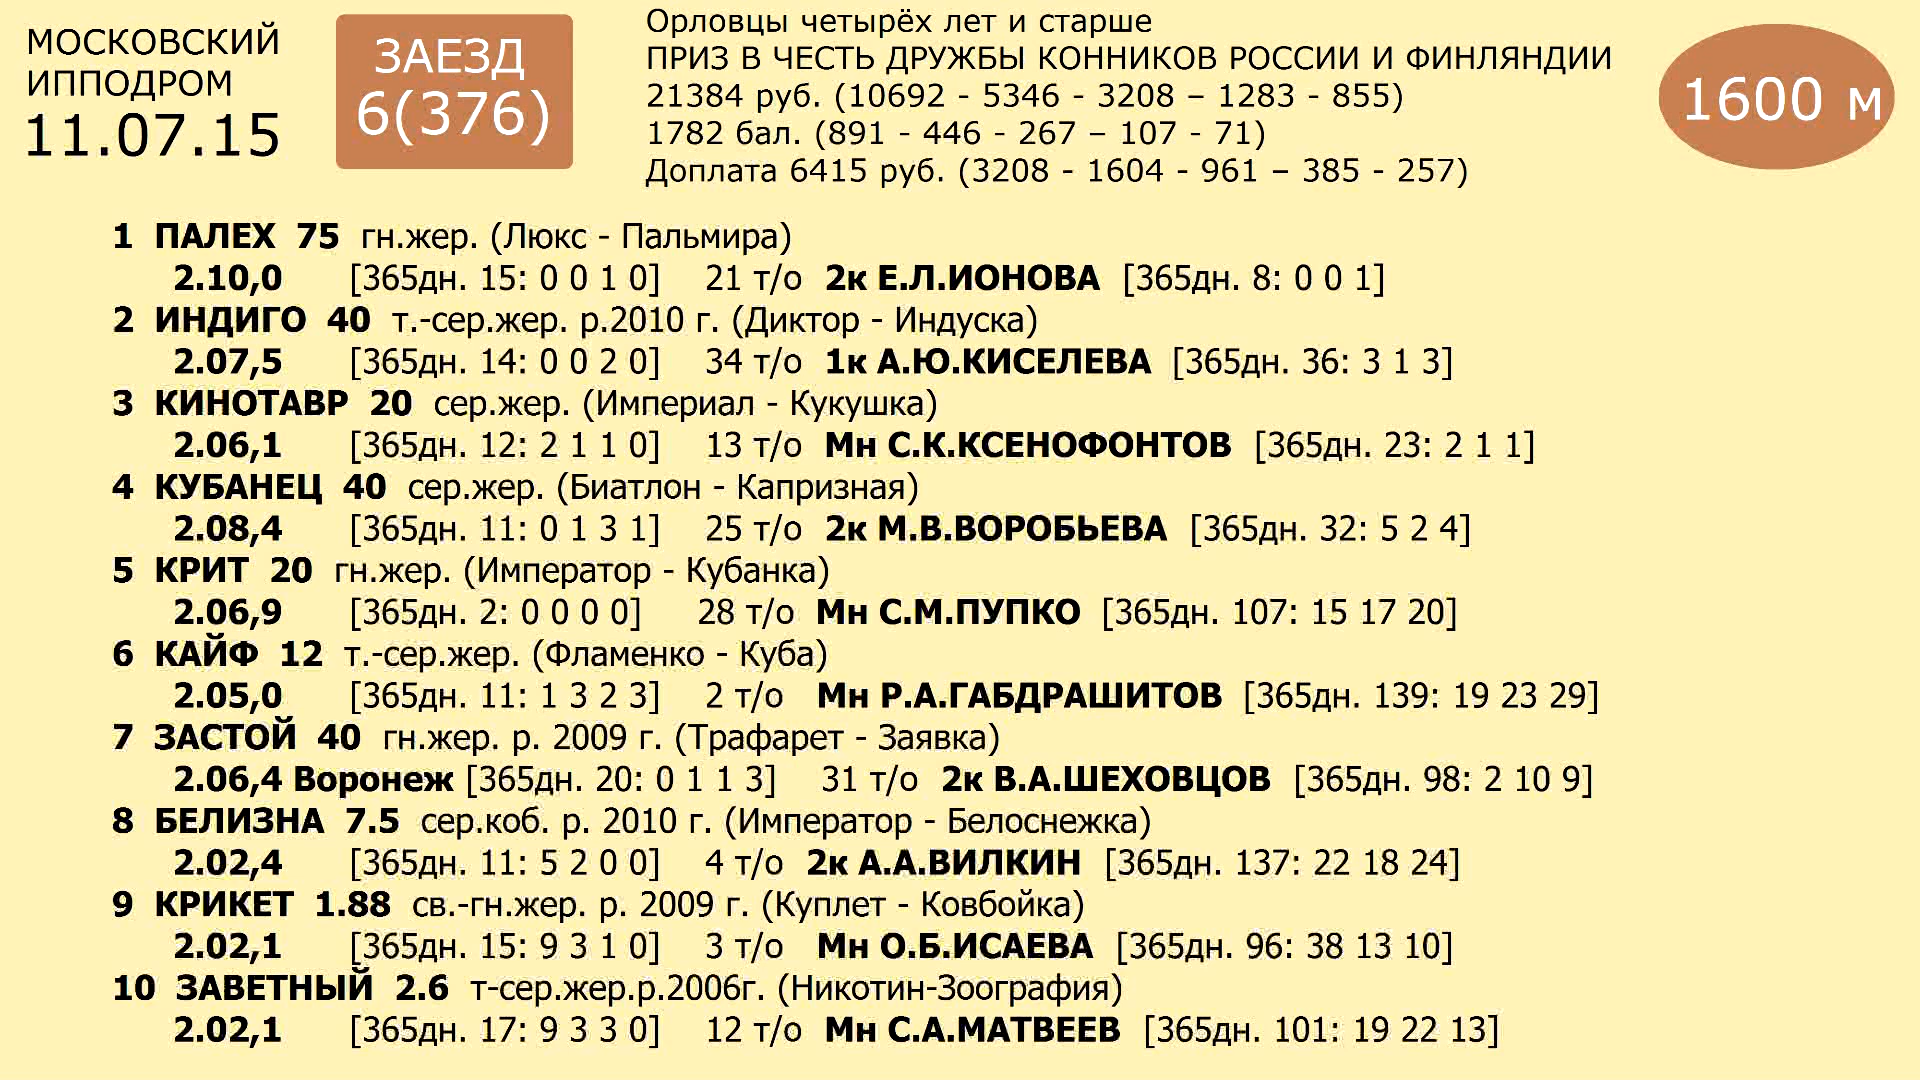 МОСКОВСКИЙ
ИППОДРОМ
11.07.15
ЗАЕЗД
6(376)
Орловцы четырёх лет и старше
ПРИЗ В ЧЕСТЬ ДРУЖБЫ КОННИКОВ РОССИИ И ФИНЛЯНДИИ
21384 руб. (10692 - 5346 - 3208 – 1283 - 855)
1782 бал. (891 - 446 - 267 – 107 - 71)
Доплата 6415 руб. (3208 - 1604 - 961 – 385 - 257)
1600 м
1 ПАЛЕХ 75 гн.жер. (Люкс - Пальмира)
2.10,0 [365дн. 15: 0 0 1 0] 21 т/о 2к Е.Л.ИОНОВА [365дн. 8: 0 0 1]
2 ИНДИГО 40 т.-сер.жер. р.2010 г. (Диктор - Индуска)
2.07,5 [365дн. 14: 0 0 2 0] 34 т/о 1к А.Ю.КИСЕЛЕВА [365дн. 36: 3 1 3]
3 КИНОТАВР 20 сер.жер. (Империал - Кукушка)
2.06,1 [365дн. 12: 2 1 1 0] 13 т/о Мн С.К.КСЕНОФОНТОВ [365дн. 23: 2 1 1]
4 КУБАНЕЦ 40 сер.жер. (Биатлон - Капризная)
2.08,4 [365дн. 11: 0 1 3 1] 25 т/о 2к М.В.ВОРОБЬЕВА [365дн. 32: 5 2 4]
5 КРИТ 20 гн.жер. (Император - Кубанка)
2.06,9 [365дн. 2: 0 0 0 0] 28 т/о Мн С.М.ПУПКО [365дн. 107: 15 17 20]
6 КАЙФ 12 т.-сер.жер. (Фламенко - Куба)
2.05,0 [365дн. 11: 1 3 2 3] 2 т/о Мн Р.А.ГАБДРАШИТОВ [365дн. 139: 19 23 29]
7 ЗАСТОЙ 40 гн.жер. р. 2009 г. (Трафарет - Заявка)
2.06,4 Воронеж [365дн. 20: 0 1 1 3] 31 т/о 2к В.А.ШЕХОВЦОВ [365дн. 98: 2 10 9]
8 БЕЛИЗНА 7.5 сер.коб. р. 2010 г. (Император - Белоснежка)
2.02,4 [365дн. 11: 5 2 0 0] 4 т/о 2к А.А.ВИЛКИН [365дн. 137: 22 18 24]
9 КРИКЕТ 1.88 св.-гн.жер. р. 2009 г. (Куплет - Ковбойка)
2.02,1 [365дн. 15: 9 3 1 0] 3 т/о Мн О.Б.ИСАЕВА [365дн. 96: 38 13 10]
10 ЗАВЕТНЫЙ 2.6 т-сер.жер.р.2006г. (Никотин-Зоография)
2.02,1 [365дн. 17: 9 3 3 0] 12 т/о Мн С.А.МАТВЕЕВ [365дн. 101: 19 22 13]